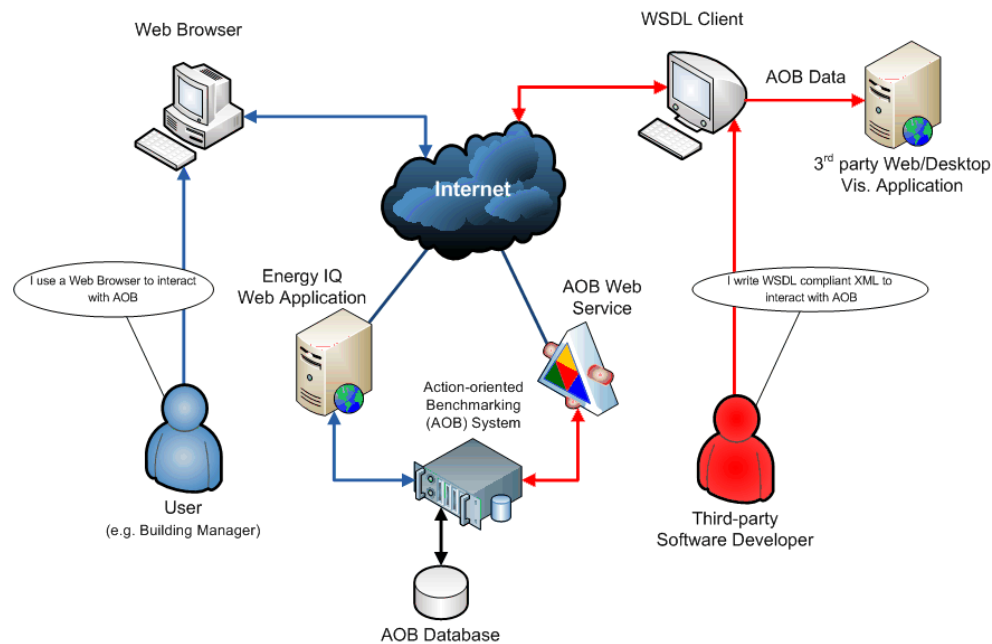 Web Browser
WSDL Client
AOB Data
3rd party Web/Desktop
Vis. Application
Internet
I use a Web Browser to interact
with AOB
Energy IQ
Web Application
AOB Web
Service
I write WSDL compliant XML to
interact with AOB
Action-oriented
Benchmarking
(AOB) System
User
(e.g. Building Manager)
Third-party
Software Developer
AOB Database